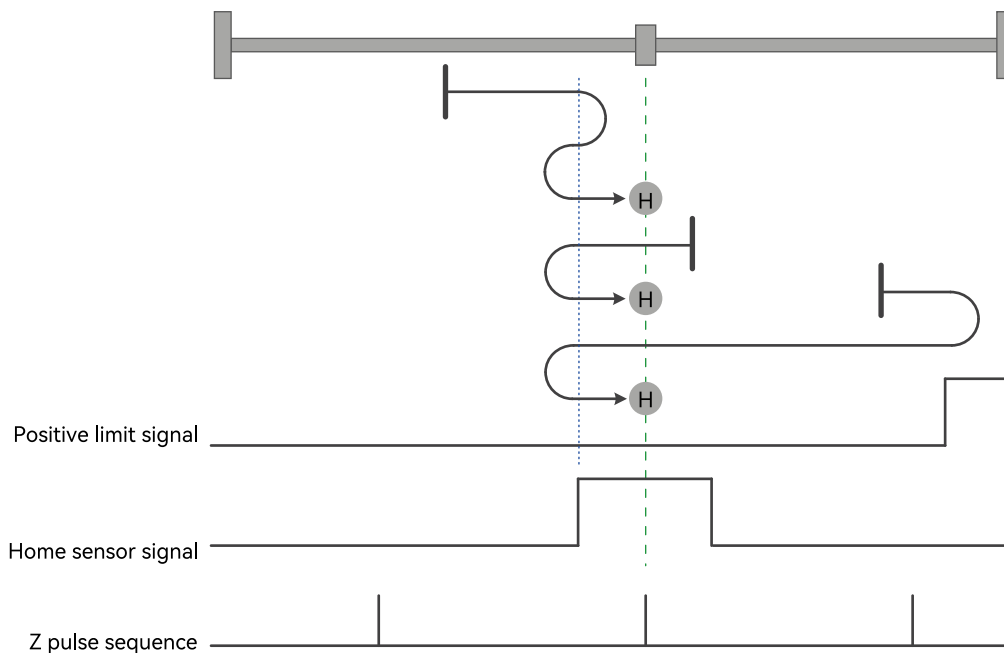 H
H
H
Positive limit signal
Home sensor signal
Z pulse sequence